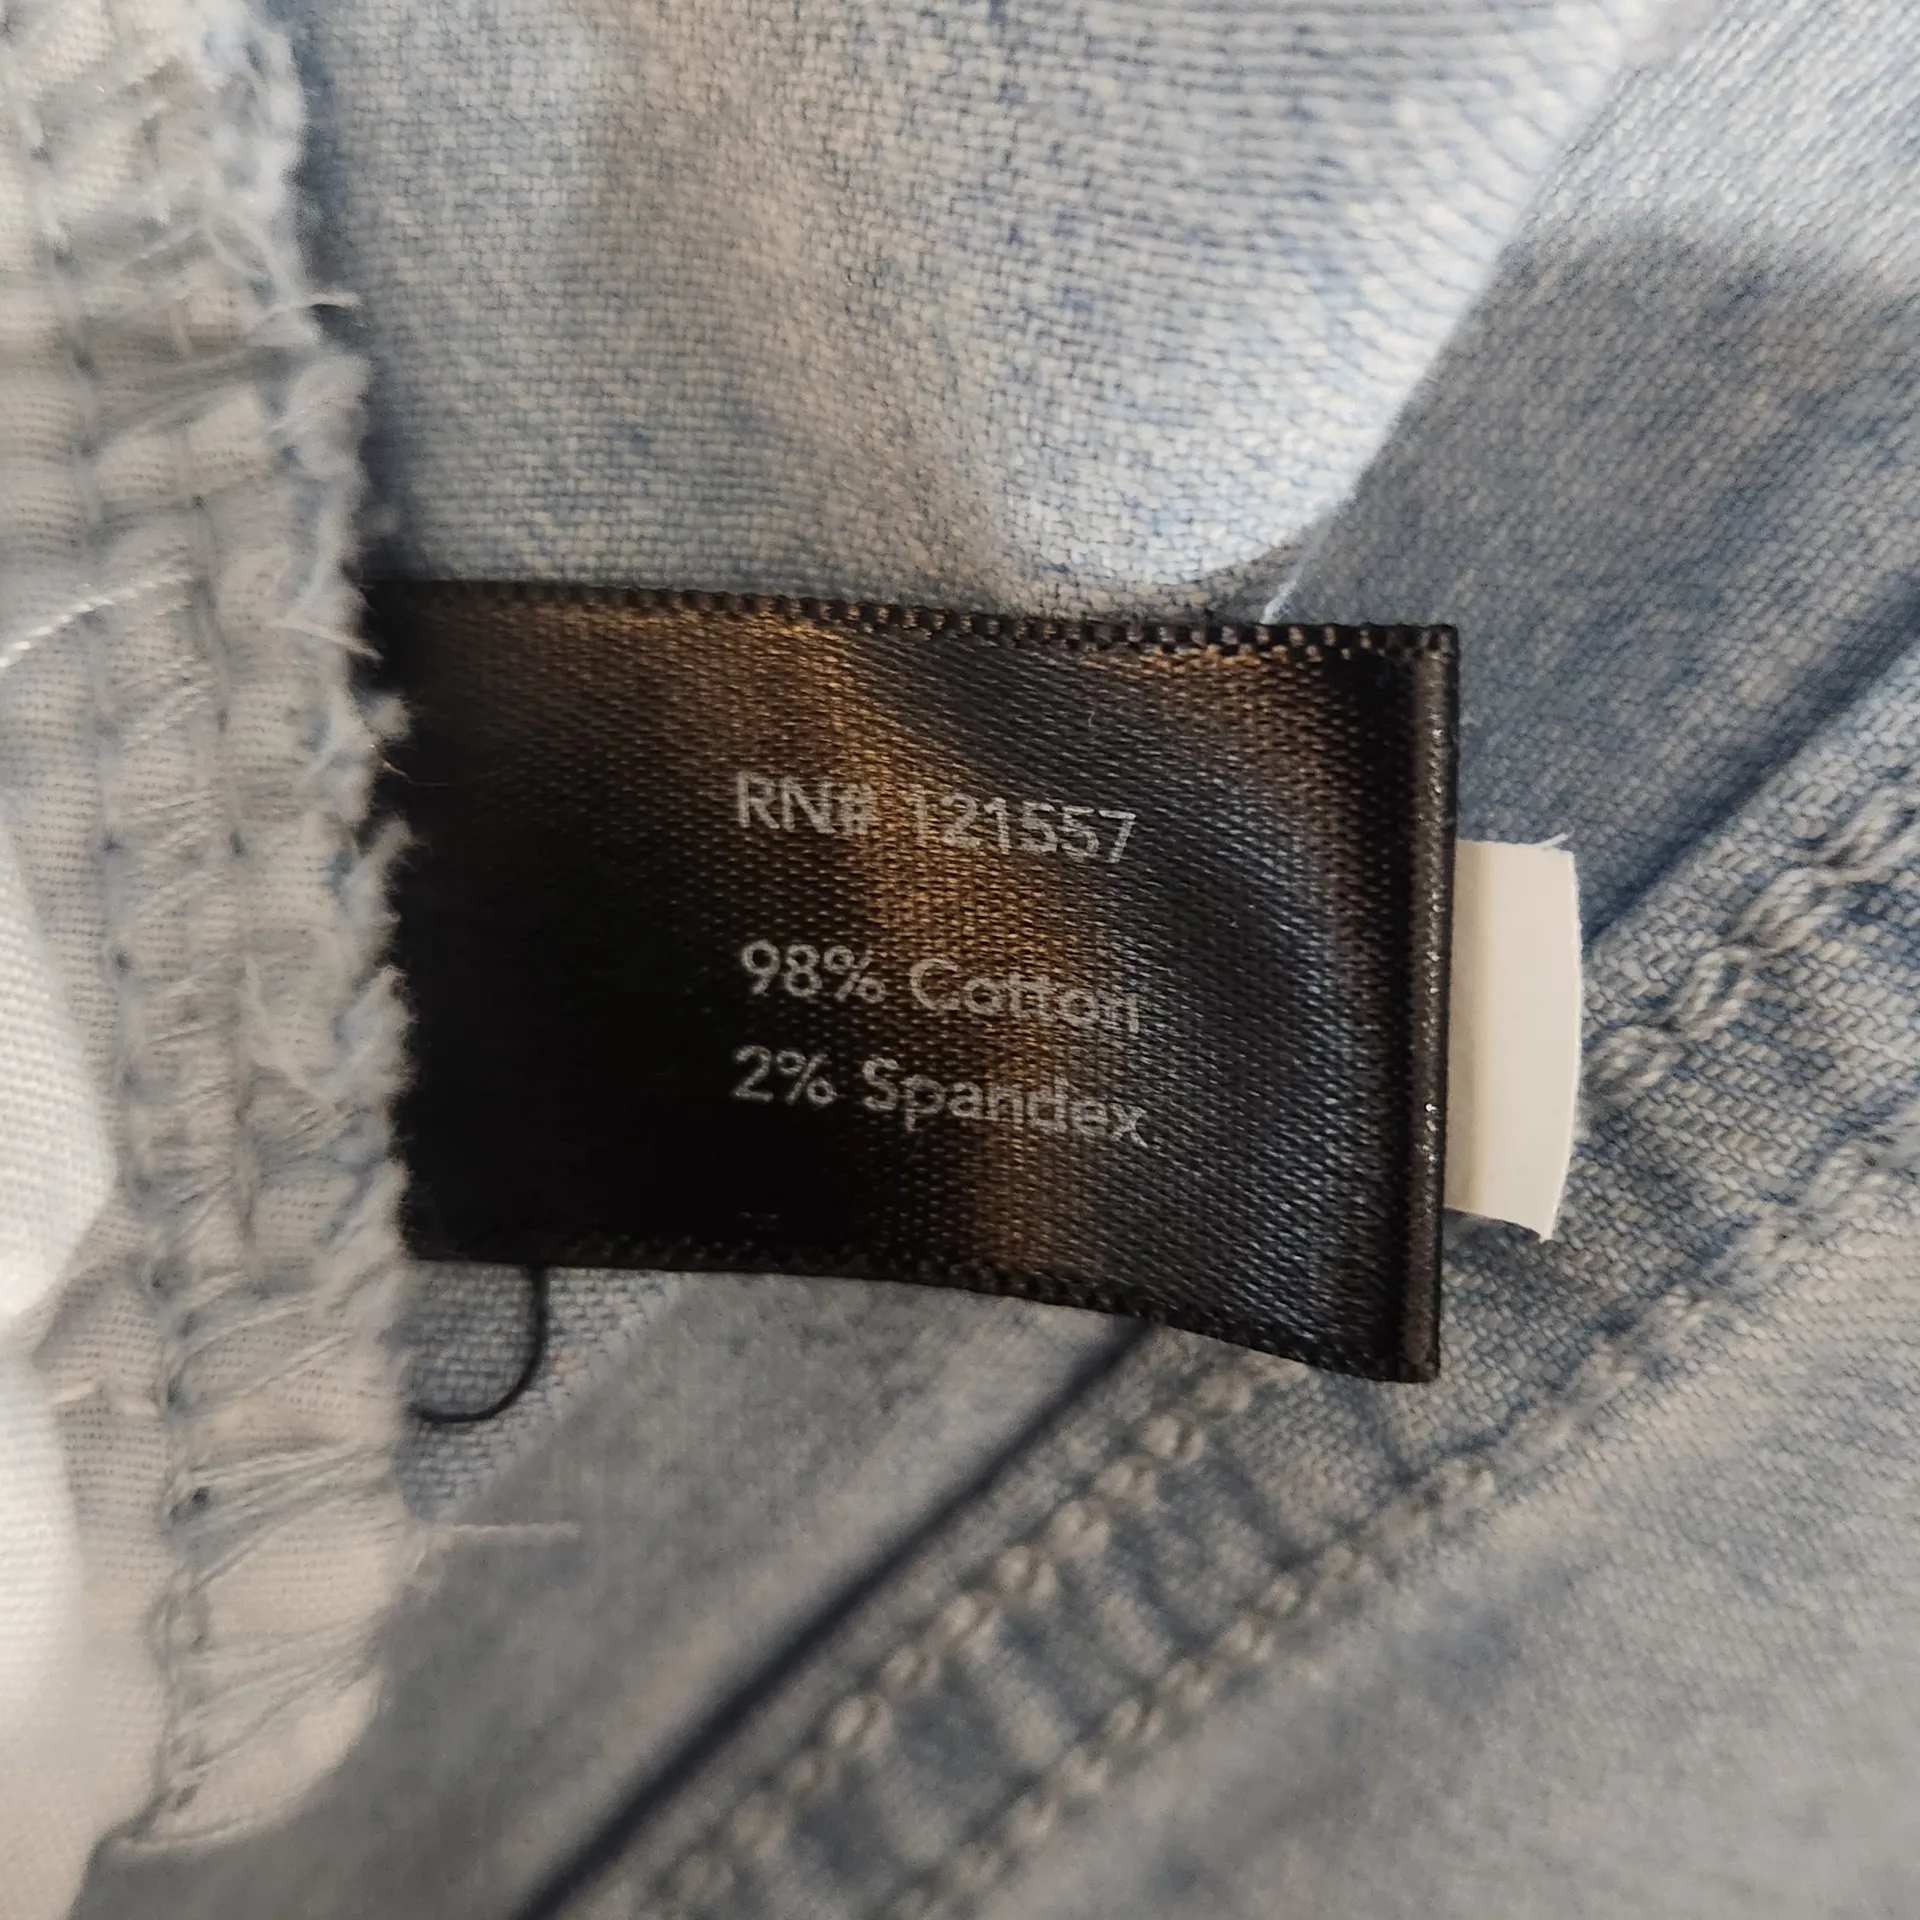 RN# 121557
98% Cotton
2% Spandex